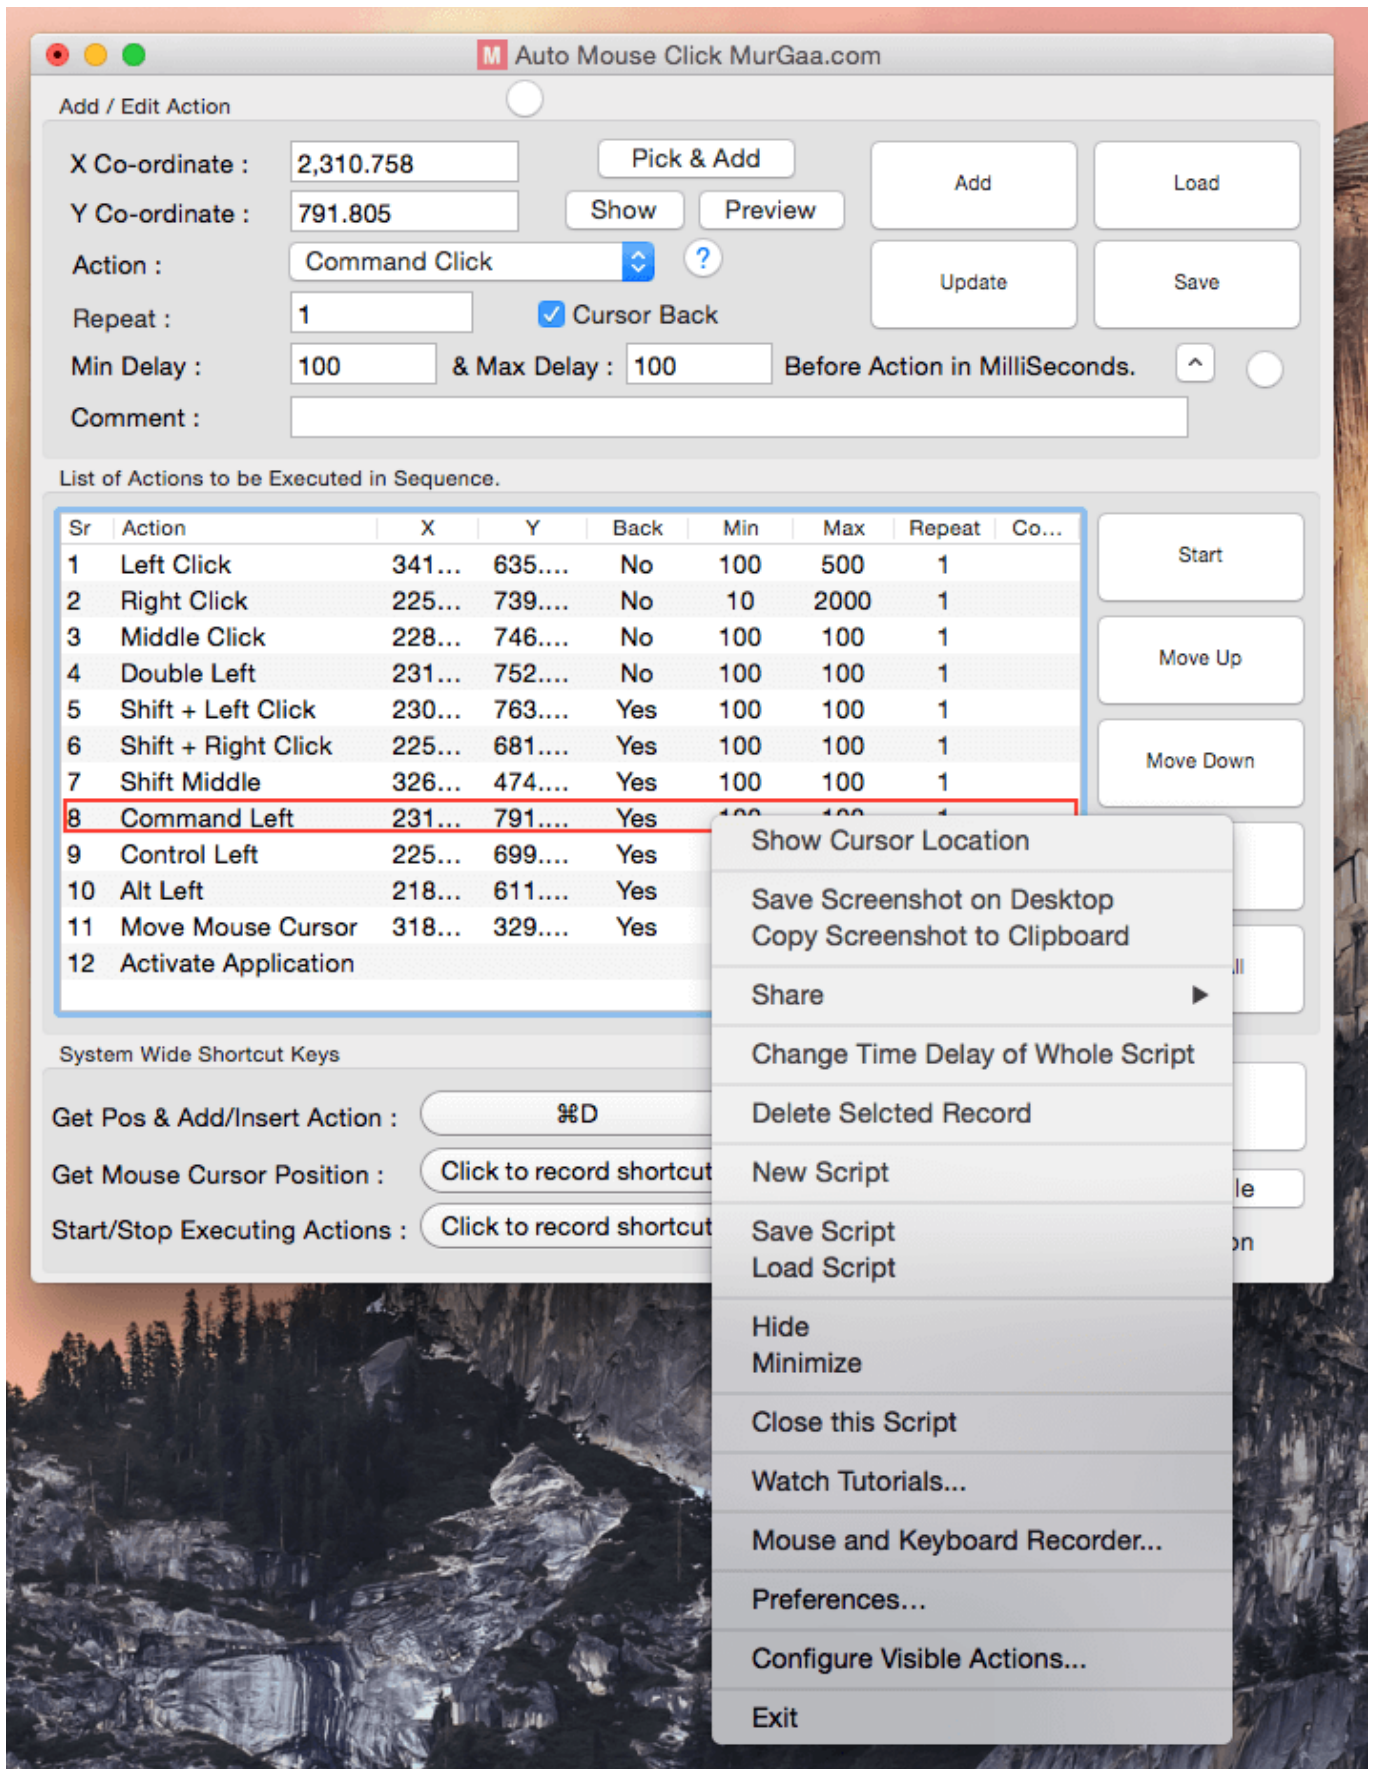 M Auto Mouse Click MurGaa.com
Add / Edit Action
X Co-ordinate : 2,310.758 Pick & Add Add Load
Y Co-ordinate : 791.805 Show Preview
Action : Command Click ? Update Save
Repeat : 1 Cursor Back
Min Delay : 100 & Max Delay : 100 Before Action in MilliSeconds. ^
Comment :
List of Actions to be Executed in Sequence.
Sr Action X Y Back Min Max Repeat Co...
1 Left Click 341... 635.... No 100 500 1 Start
2 Right Click 225... 739.... No 10 2000 1
3 Middle Click 228... 746.... No 100 100 1
4 Double Left 231... 752.... No 100 100 1 Move Up
5 Shift + Left Click 230... 763.... Yes 100 100 1
6 Shift + Right Click 225... 681.... Yes 100 100 1
7 Shift Middle 326... 474.... Yes 100 100 1 Move Down
8 Command Left 231... 791.... Yes 100 100 1
9 Control Left 225... 699.... Yes
10 Alt Left 218... 611.... Yes
11 Move Mouse Cursor 318... 329.... Yes
12 Activate Application
System Wide Shortcut Keys
Get Pos & Add/Insert Action : ⌘D
Get Mouse Cursor Position : Click to record shortcut
Start/Stop Executing Actions : Click to record shortcut
Show Cursor Location
Save Screenshot on Desktop
Copy Screenshot to Clipboard
Share
Change Time Delay of Whole Script
Delete Selcted Record
New Script
Save Script
Load Script
Hide
Minimize
Close this Script
Watch Tutorials...
Mouse and Keyboard Recorder...
Preferences...
Configure Visible Actions...
Exit